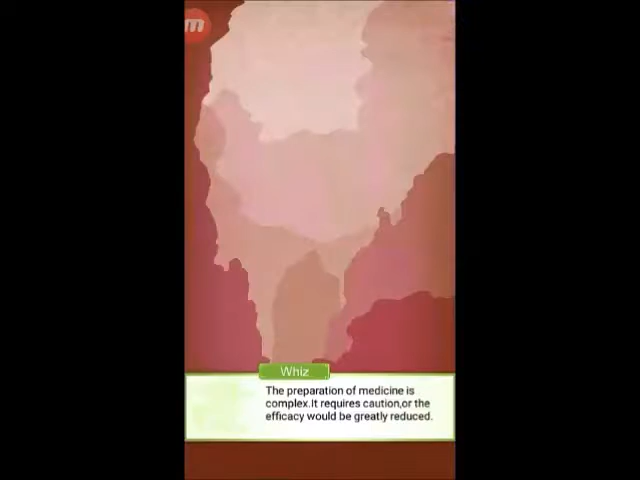 m
Whiz
The preparation of medicine is
complex.It requires caution,or the
efficacy would be greatly reduced.